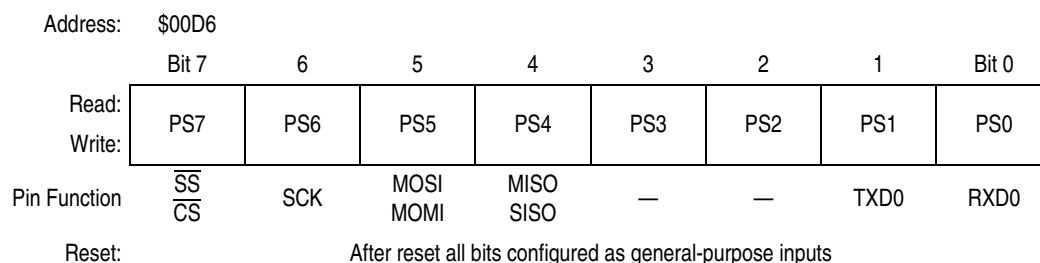 Address: $00D6
Bit 7 6 5 4 3 2 1 Bit 0
Read:
Write:
PS7 PS6 PS5 PS4 PS3 PS2 PS1 PS0
Pin Function
SS
CS
SCK
MOSI
MOMI
MISO
SISO
— — TXD0 RXD0
Reset: After reset all bits configured as general-purpose inputs